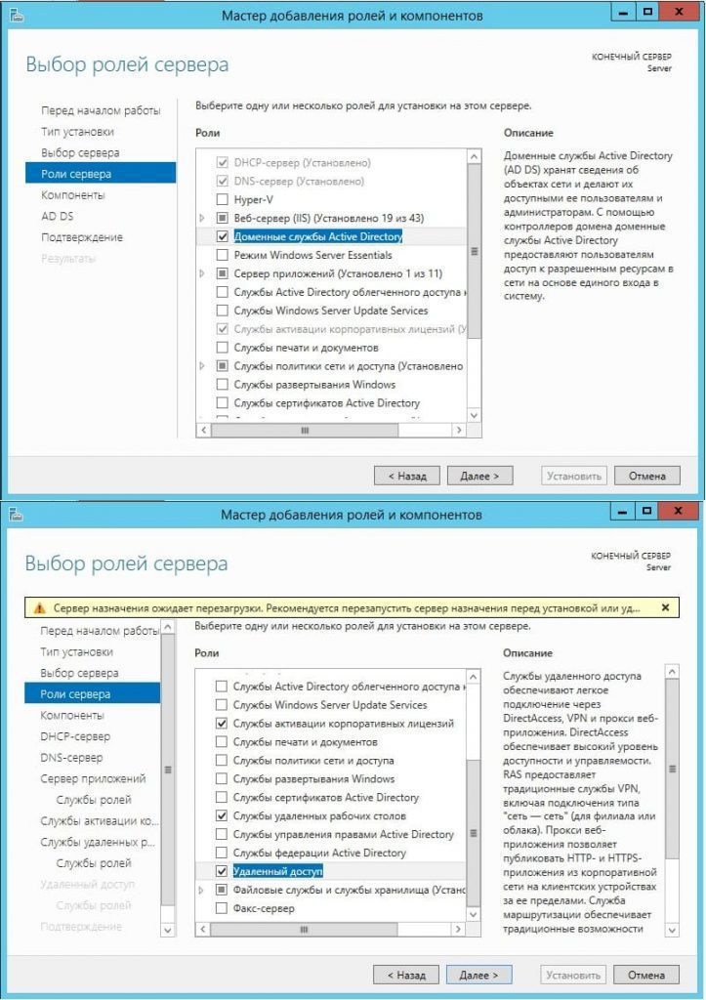 Мастер добавления ролей и компонентов
Выбор ролей сервера
КОНЕЧНЫЙ СЕРВЕР
Server
Перед началом работы
Тип установки
Выбор сервера
Роли сервера
Компоненты
AD DS
Подтверждение
Результаты
Выберите одну или несколько ролей для установки на этом сервере.
Роли
DHCP-сервер (Установлено)
DNS-сервер (Установлено)
Hyper-V
Веб-сервер (IIS) (Установлено 19 из 43)
Доменные службы Active Directory
Режим Windows Server Essentials
Сервер приложений (Установлено 1 из 11)
Службы Active Directory облегченного доступа к
Службы Windows Server Update Services
Службы активации корпоративных лицензий (У
Службы печати и документов
Службы политики сети и доступа (Установлено
Службы развертывания Windows
Службы сертификатов Active Directory
Описание
Доменные службы Active Directory
(AD DS) хранят сведения об
объектах сети и делают их
доступными ее пользователям и
администраторам. С помощью
контроллеров домена доменные
службы Active Directory
предоставляют пользователям
доступ к разрешенным ресурсам в
сети на основе единого входа в
систему.
< Назад
Далее >
Установить
Отмена
Мастер добавления ролей и компонентов
Выбор ролей сервера
КОНЕЧНЫЙ СЕРВЕР
Server
Сервер назначения ожидает перезагрузки. Рекомендуется перезапустить сервер назначения перед установкой или уд...
Перед началом работы
Тип установки
Выбор сервера
Роли сервера
Компоненты
DHCP-сервер
DNS-сервер
Сервер приложений
Службы ролей
Службы активации ко...
Службы удаленных р...
Службы ролей
Удаленный доступ
Службы ролей
Подтверждение
Выберите одну или несколько ролей для установки на этом сервере.
Роли
Службы Active Directory облегченного доступа к
Службы Windows Server Update Services
Службы активации корпоративных лицензий
Службы печати и документов
Службы политики сети и доступа
Службы развертывания Windows
Службы сертификатов Active Directory
Службы удаленных рабочих столов
Службы управления правами Active Directory
Службы федерации Active Directory
Удаленный доступ
Файловые службы и службы хранилища (Устано
Факс-сервер
Описание
Службы удаленного доступа
обеспечивают легкое
подключение через
DirectAccess, VPN и прокси веб-
приложения. DirectAccess
обеспечивает высокий уровень
доступности и управляемости.
RAS предоставляет
традиционные службы VPN,
включая подключения типа
"сеть — сеть" (для филиала или
облака). Прокси веб-
приложения позволяет
публиковать HTTP- и HTTPS-
приложения из корпоративной
сети на клиентских устройствах
за ее пределами. Служба
маршрутизации обеспечивает
традиционные возможности
< Назад
Далее >
Установить
Отмена